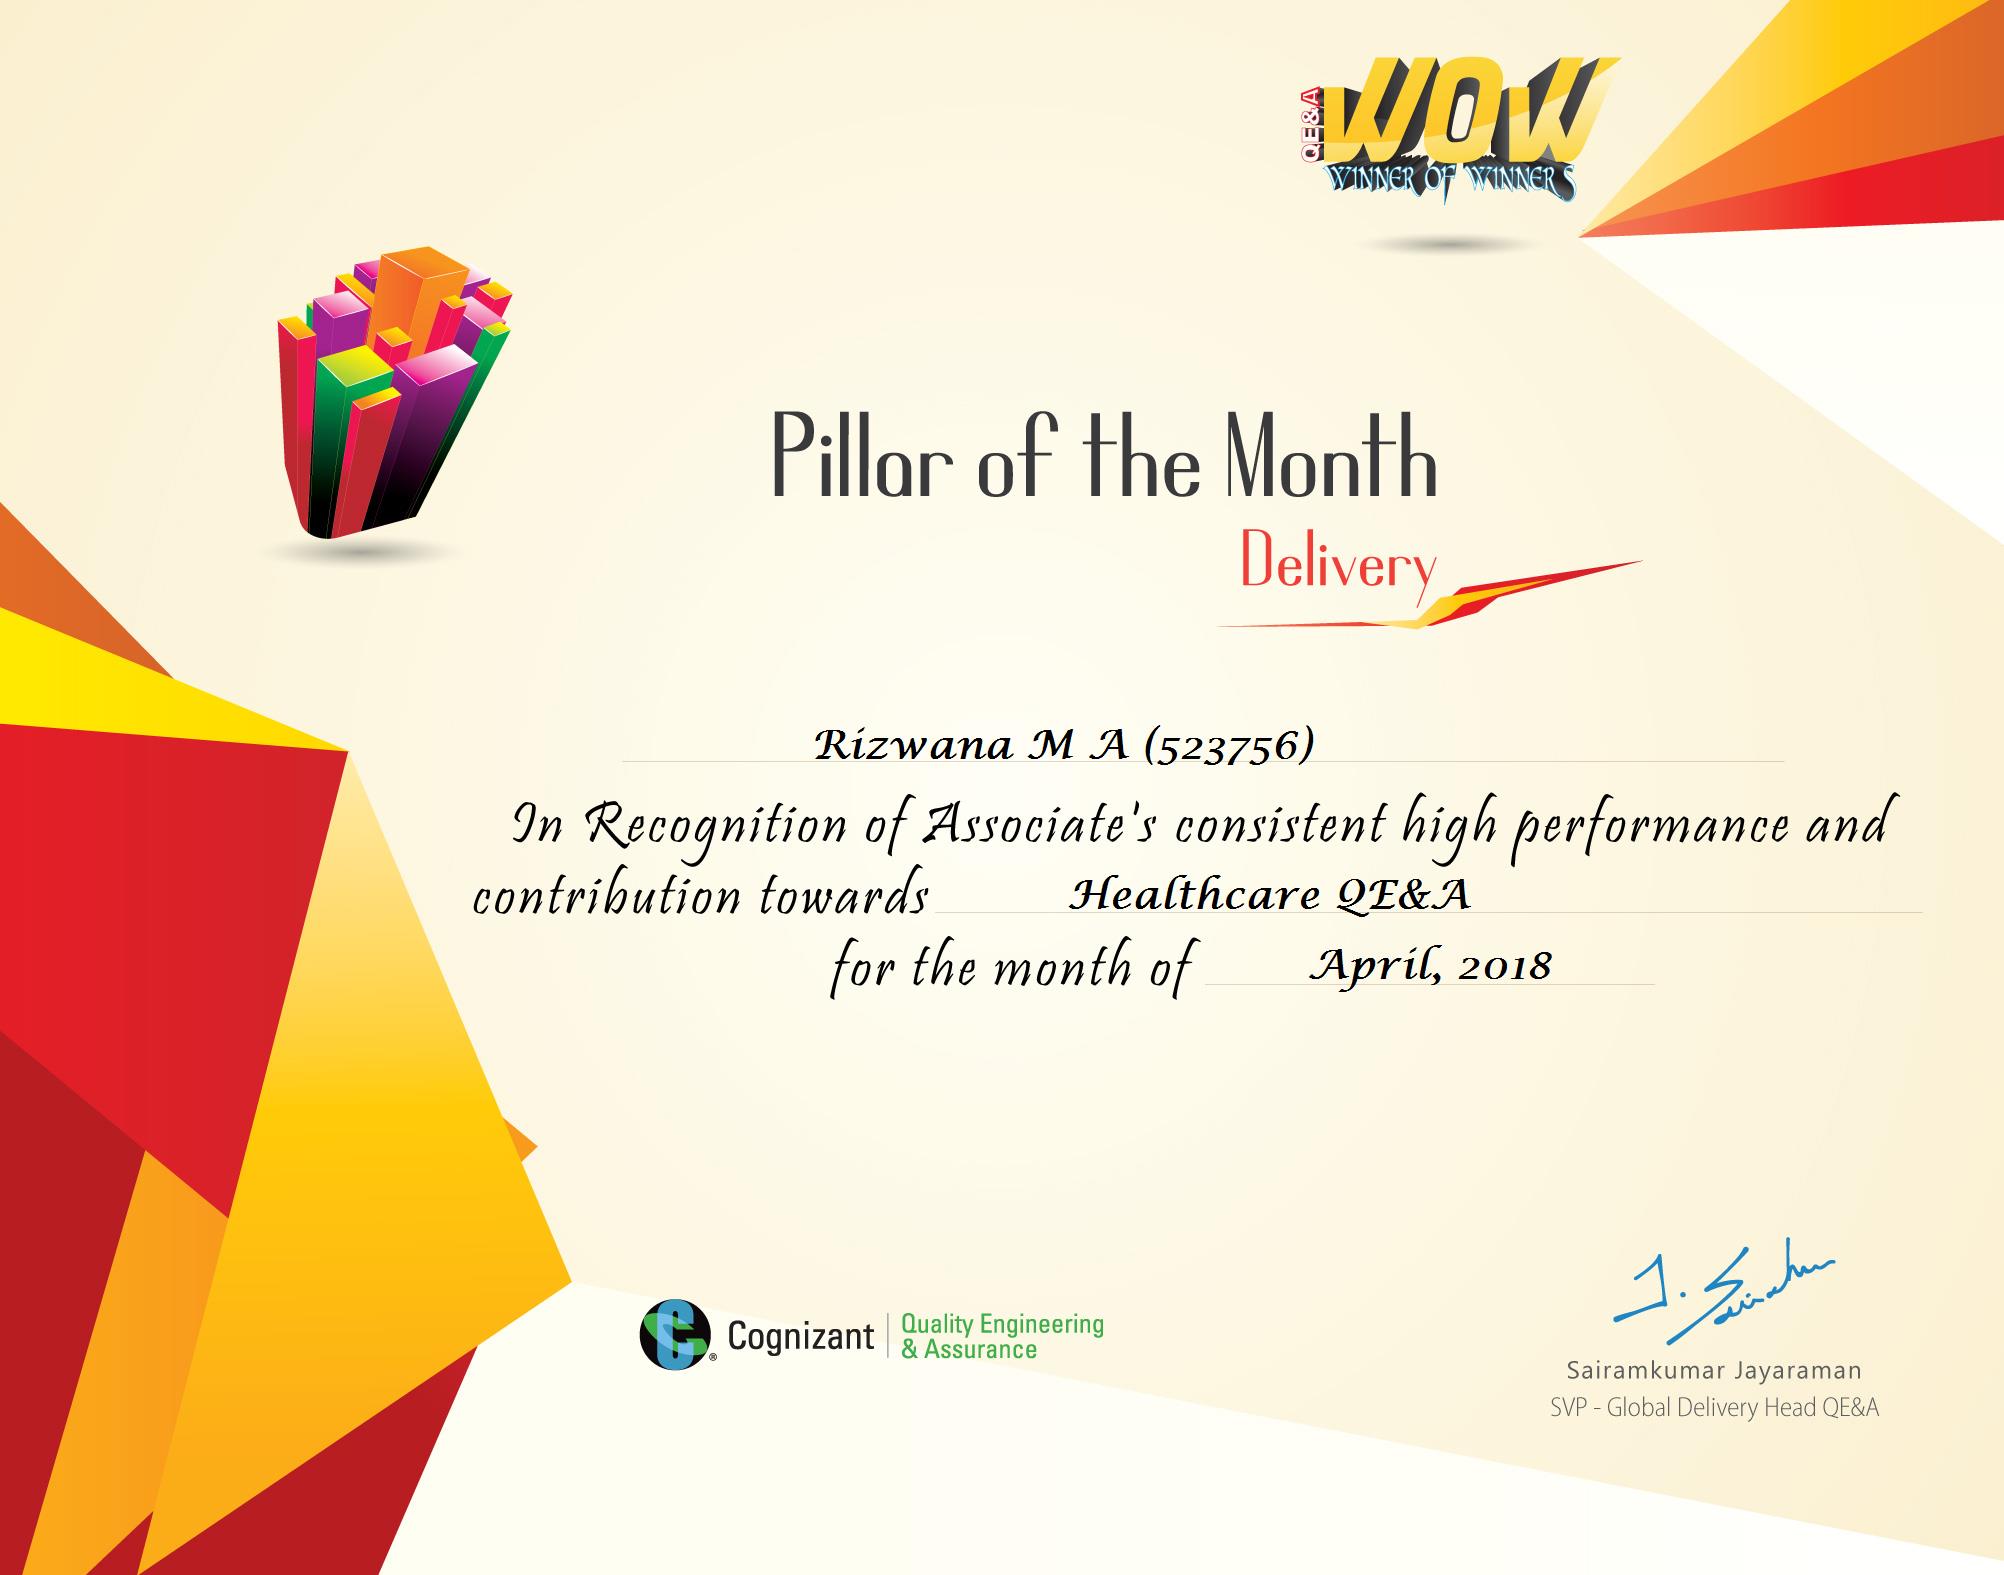 QE&A
WOW
WINNER OF WINNERS
Pillar of the Month
Delivery
Rizwana M A (523756)
In Recognition of Associate's consistent high performance and
contribution towards Healthcare QE&A
for the month of April, 2018
J. Sairamku
Cognizant
Quality Engineering
& Assurance
Sairamkumar Jayaraman
SVP - Global Delivery Head QE&A